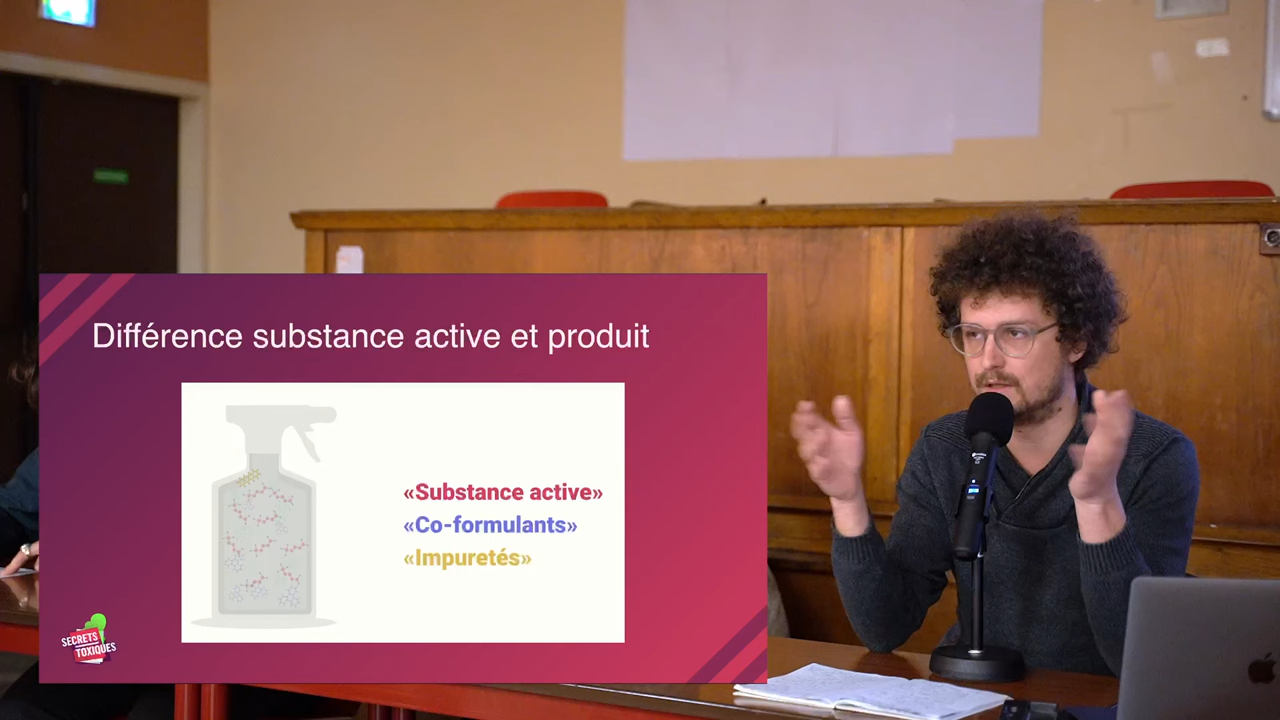 Différence substance active et produit
«Substance active»
«Co-formulants»
«Impuretés»
SECRETS
TOXIQUES